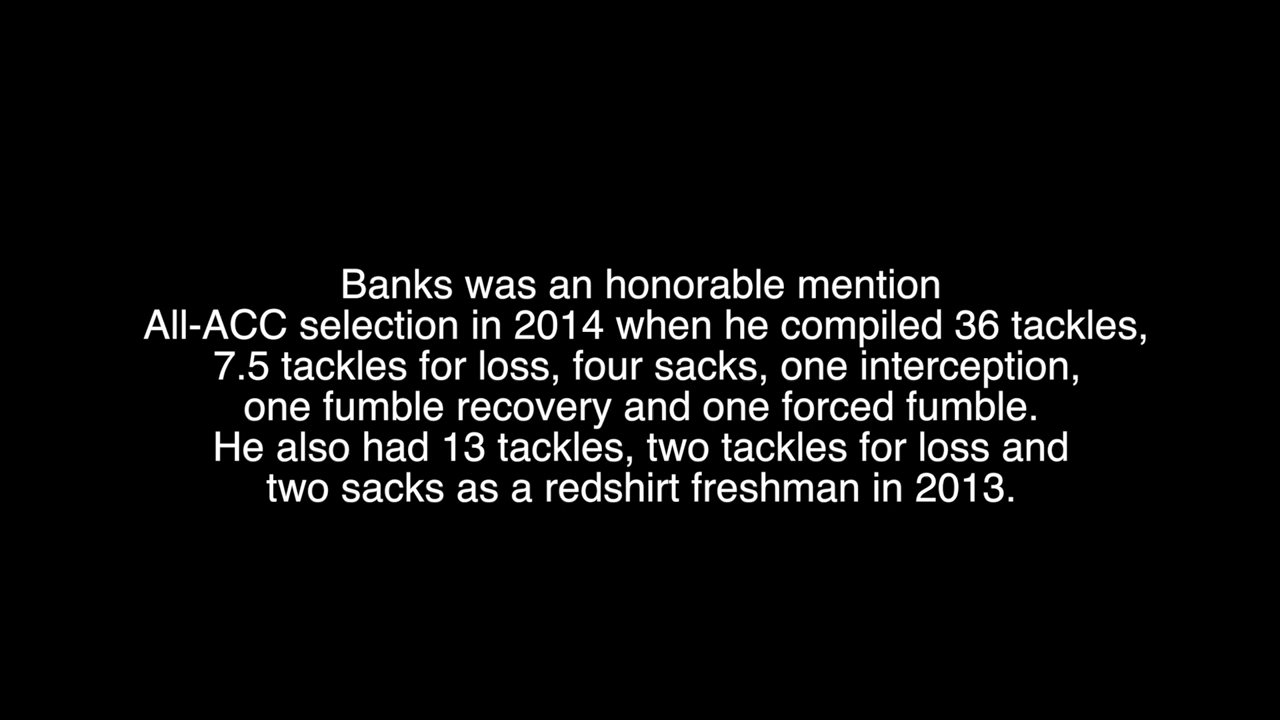 Banks was an honorable mention
All-ACC selection in 2014 when he compiled 36 tackles,
7.5 tackles for loss, four sacks, one interception,
one fumble recovery and one forced fumble.
He also had 13 tackles, two tackles for loss and
two sacks as a redshirt freshman in 2013.